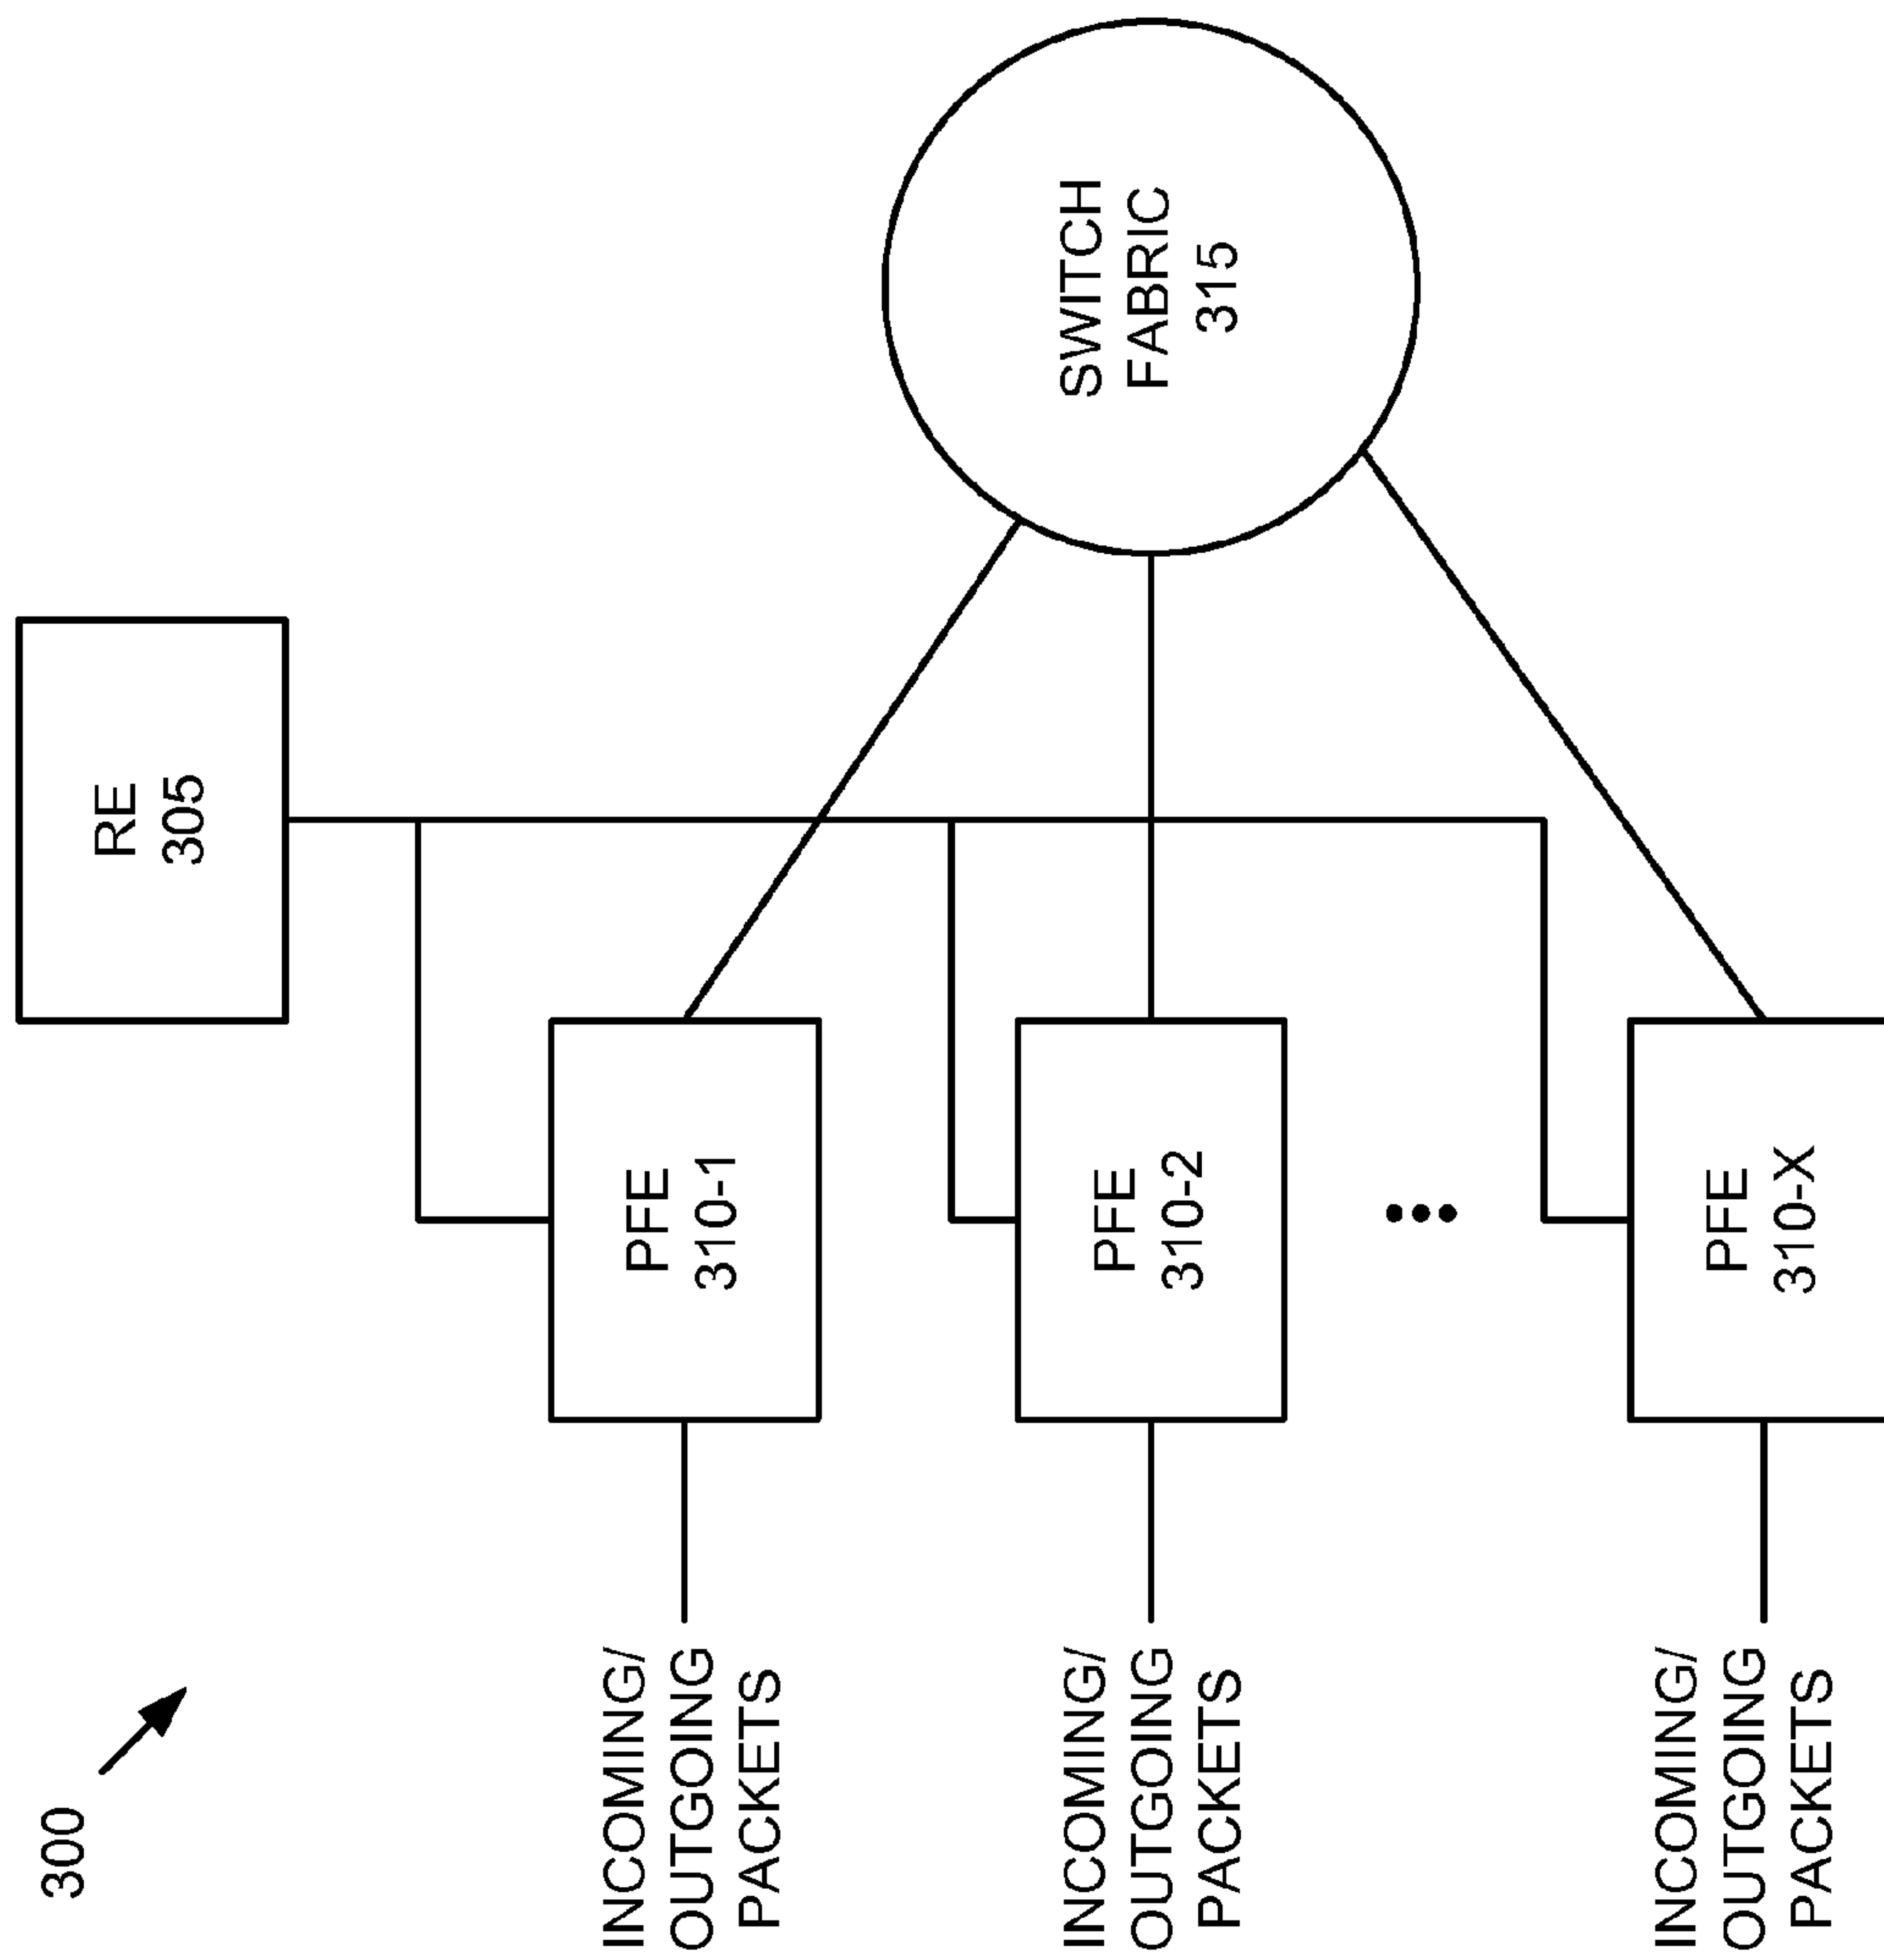 300
RE
305
INCOMING/
OUTGOING
PACKETS
PFE
310-1
SWITCH
FABRIC
315
INCOMING/
OUTGOING
PACKETS
PFE
310-2
INCOMING/
OUTGOING
PACKETS
PFE
310-X